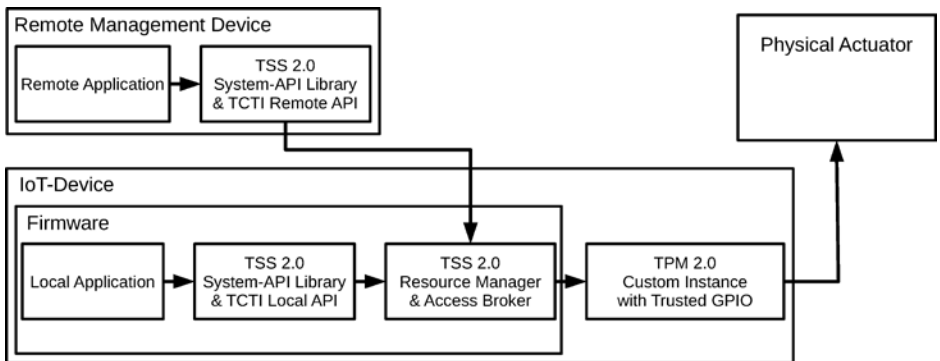 Remote Management Device
Remote Application
TSS 2.0
System-API Library
& TCTI Remote API
Physical Actuator
IoT-Device
Firmware
Local Application
TSS 2.0
System-API Library
& TCTI Local API
TSS 2.0
Resource Manager
& Access Broker
TPM 2.0
Custom Instance
with Trusted GPIO